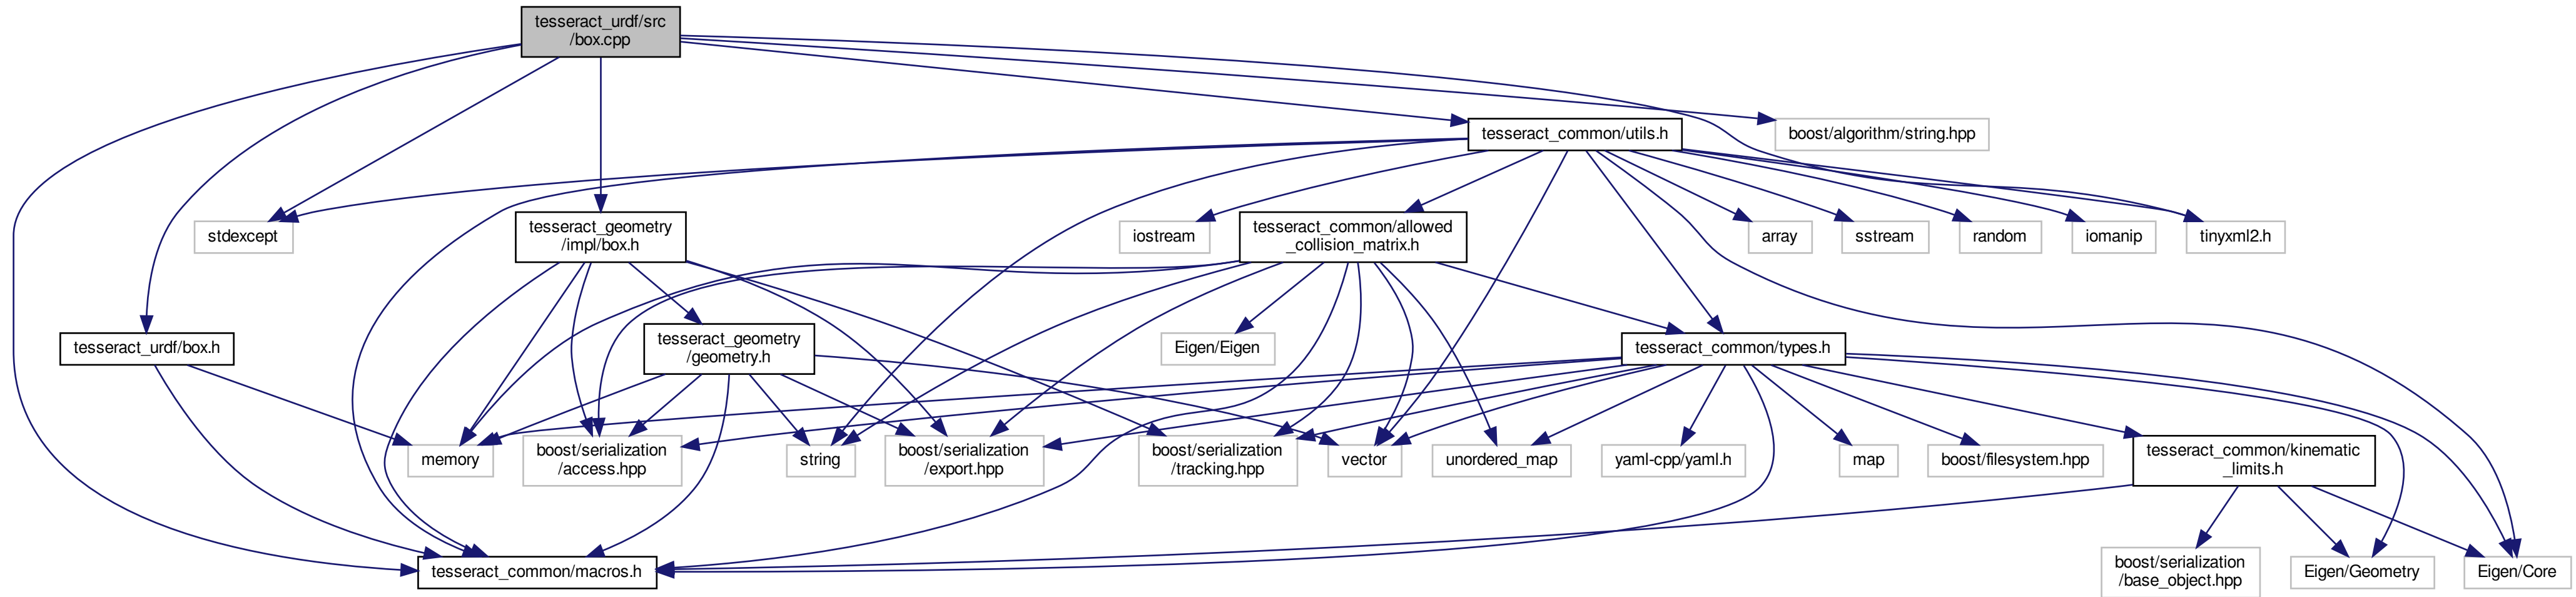 tesseract_urdf/src
/box.cpp
tesseract_common/utils.h
boost/algorithm/string.hpp
stdexcept
tesseract_geometry
/impl/box.h
iostream
tesseract_common/allowed
_collision_matrix.h
array
sstream
random
iomanip
tinyxml2.h
tesseract_urdf/box.h
tesseract_geometry
/geometry.h
Eigen/Eigen
tesseract_common/types.h
memory
boost/serialization
/access.hpp
string
boost/serialization
/export.hpp
boost/serialization
/tracking.hpp
vector
unordered_map
yaml-cpp/yaml.h
map
boost/filesystem.hpp
tesseract_common/kinematic
_limits.h
tesseract_common/macros.h
boost/serialization
/base_object.hpp
Eigen/Geometry
Eigen/Core